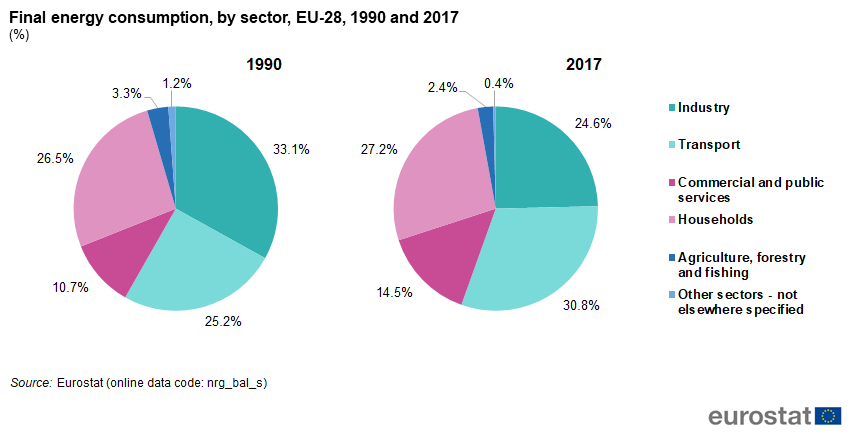 Final energy consumption, by sector, EU-28, 1990 and 2017
(%)
1990
1.2%
3.3%
26.5%
33.1%
10.7%
25.2%
2017
0.4%
2.4%
27.2%
24.6%
14.5%
30.8%
Industry
Transport
Commercial and public
services
Households
Agriculture, forestry
and fishing
Other sectors - not
elsewhere specified
Source: Eurostat (online data code: nrg_bal_s)
eurostat